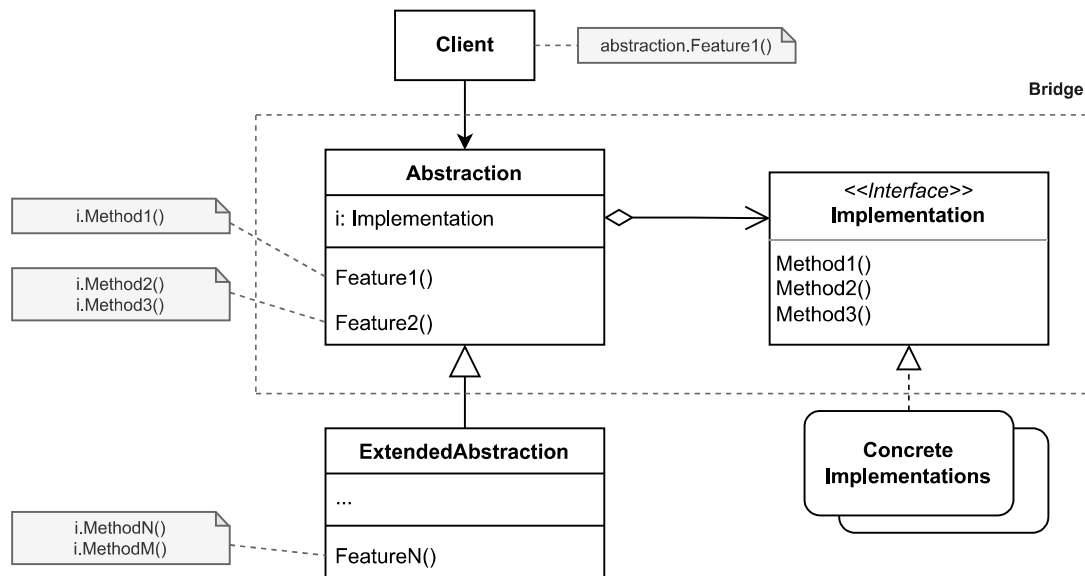 Client
abstraction.Feature1()
Bridge
Abstraction
i: Implementation
Feature1()
Feature2()
i.Method1()
i.Method2()
i.Method3()
<<Interface>>
Implementation
Method1()
Method2()
Method3()
ExtendedAbstraction
...
FeatureN()
i.MethodN()
i.MethodM()
Concrete
Implementations